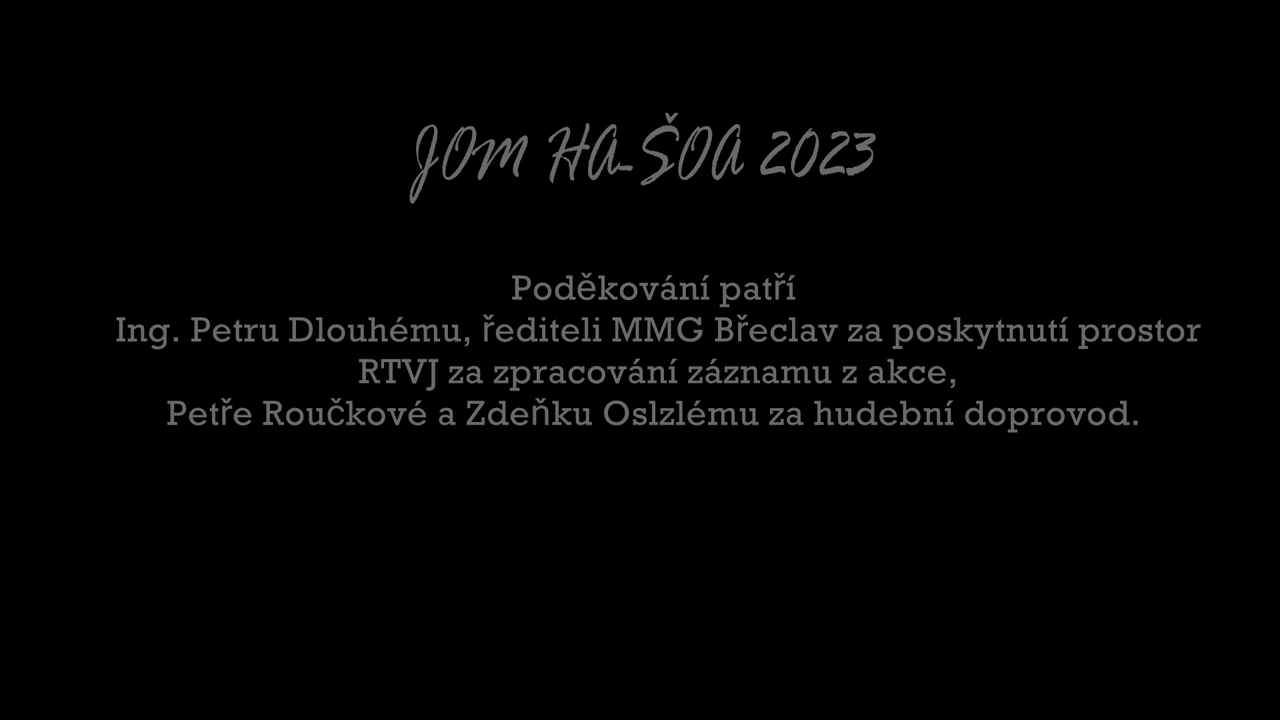 JOM HA-ŠOA 2023
Poděkování patří
Ing. Petru Dlouhému, řediteli MMG Břeclav za poskytnutí prostor
RTVJ za zpracování záznamu z akce,
Petře Roučkové a Zdeňku Oslzlému za hudební doprovod.